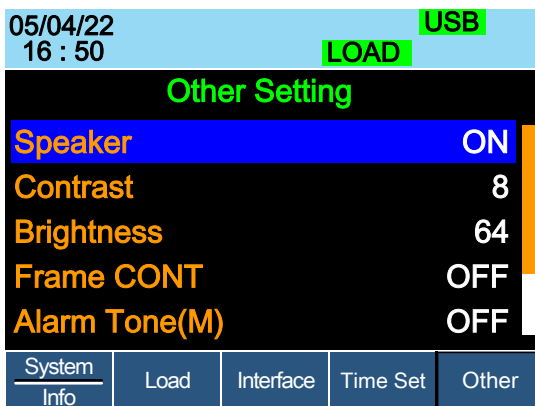 05/04/22 USB
16 : 50 LOAD
Other Setting
Speaker ON
Contrast 8
Brightness 64
Frame CONT OFF
Alarm Tone(M) OFF
System Info Load Interface Time Set Other